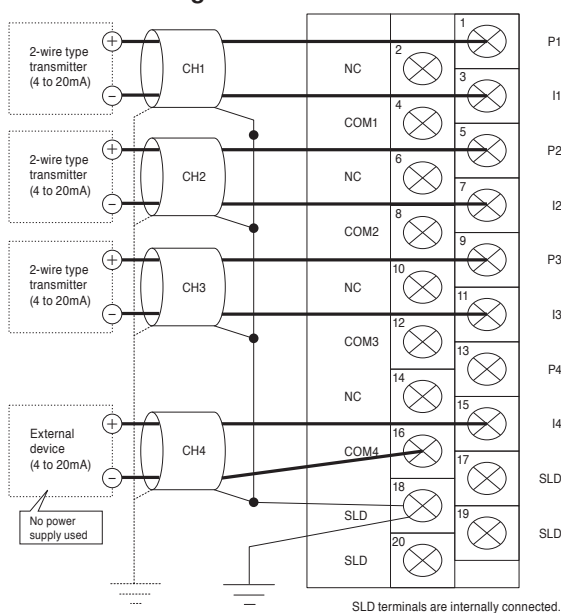 2-wire type
transmitter
(4 to 20mA)
+
−
CH1
2-wire type
transmitter
(4 to 20mA)
+
−
CH2
2-wire type
transmitter
(4 to 20mA)
+
−
CH3
External
device
(4 to 20mA)
+
−
CH4
No power
supply used
NC
COM1
NC
COM2
NC
COM3
NC
COM4
SLD
SLD
2
4
6
8
10
12
14
16
18
20
1
3
5
7
9
11
13
15
17
19
P1
I1
P2
I2
P3
I3
P4
I4
SLD
SLD
SLD terminals are internally connected.